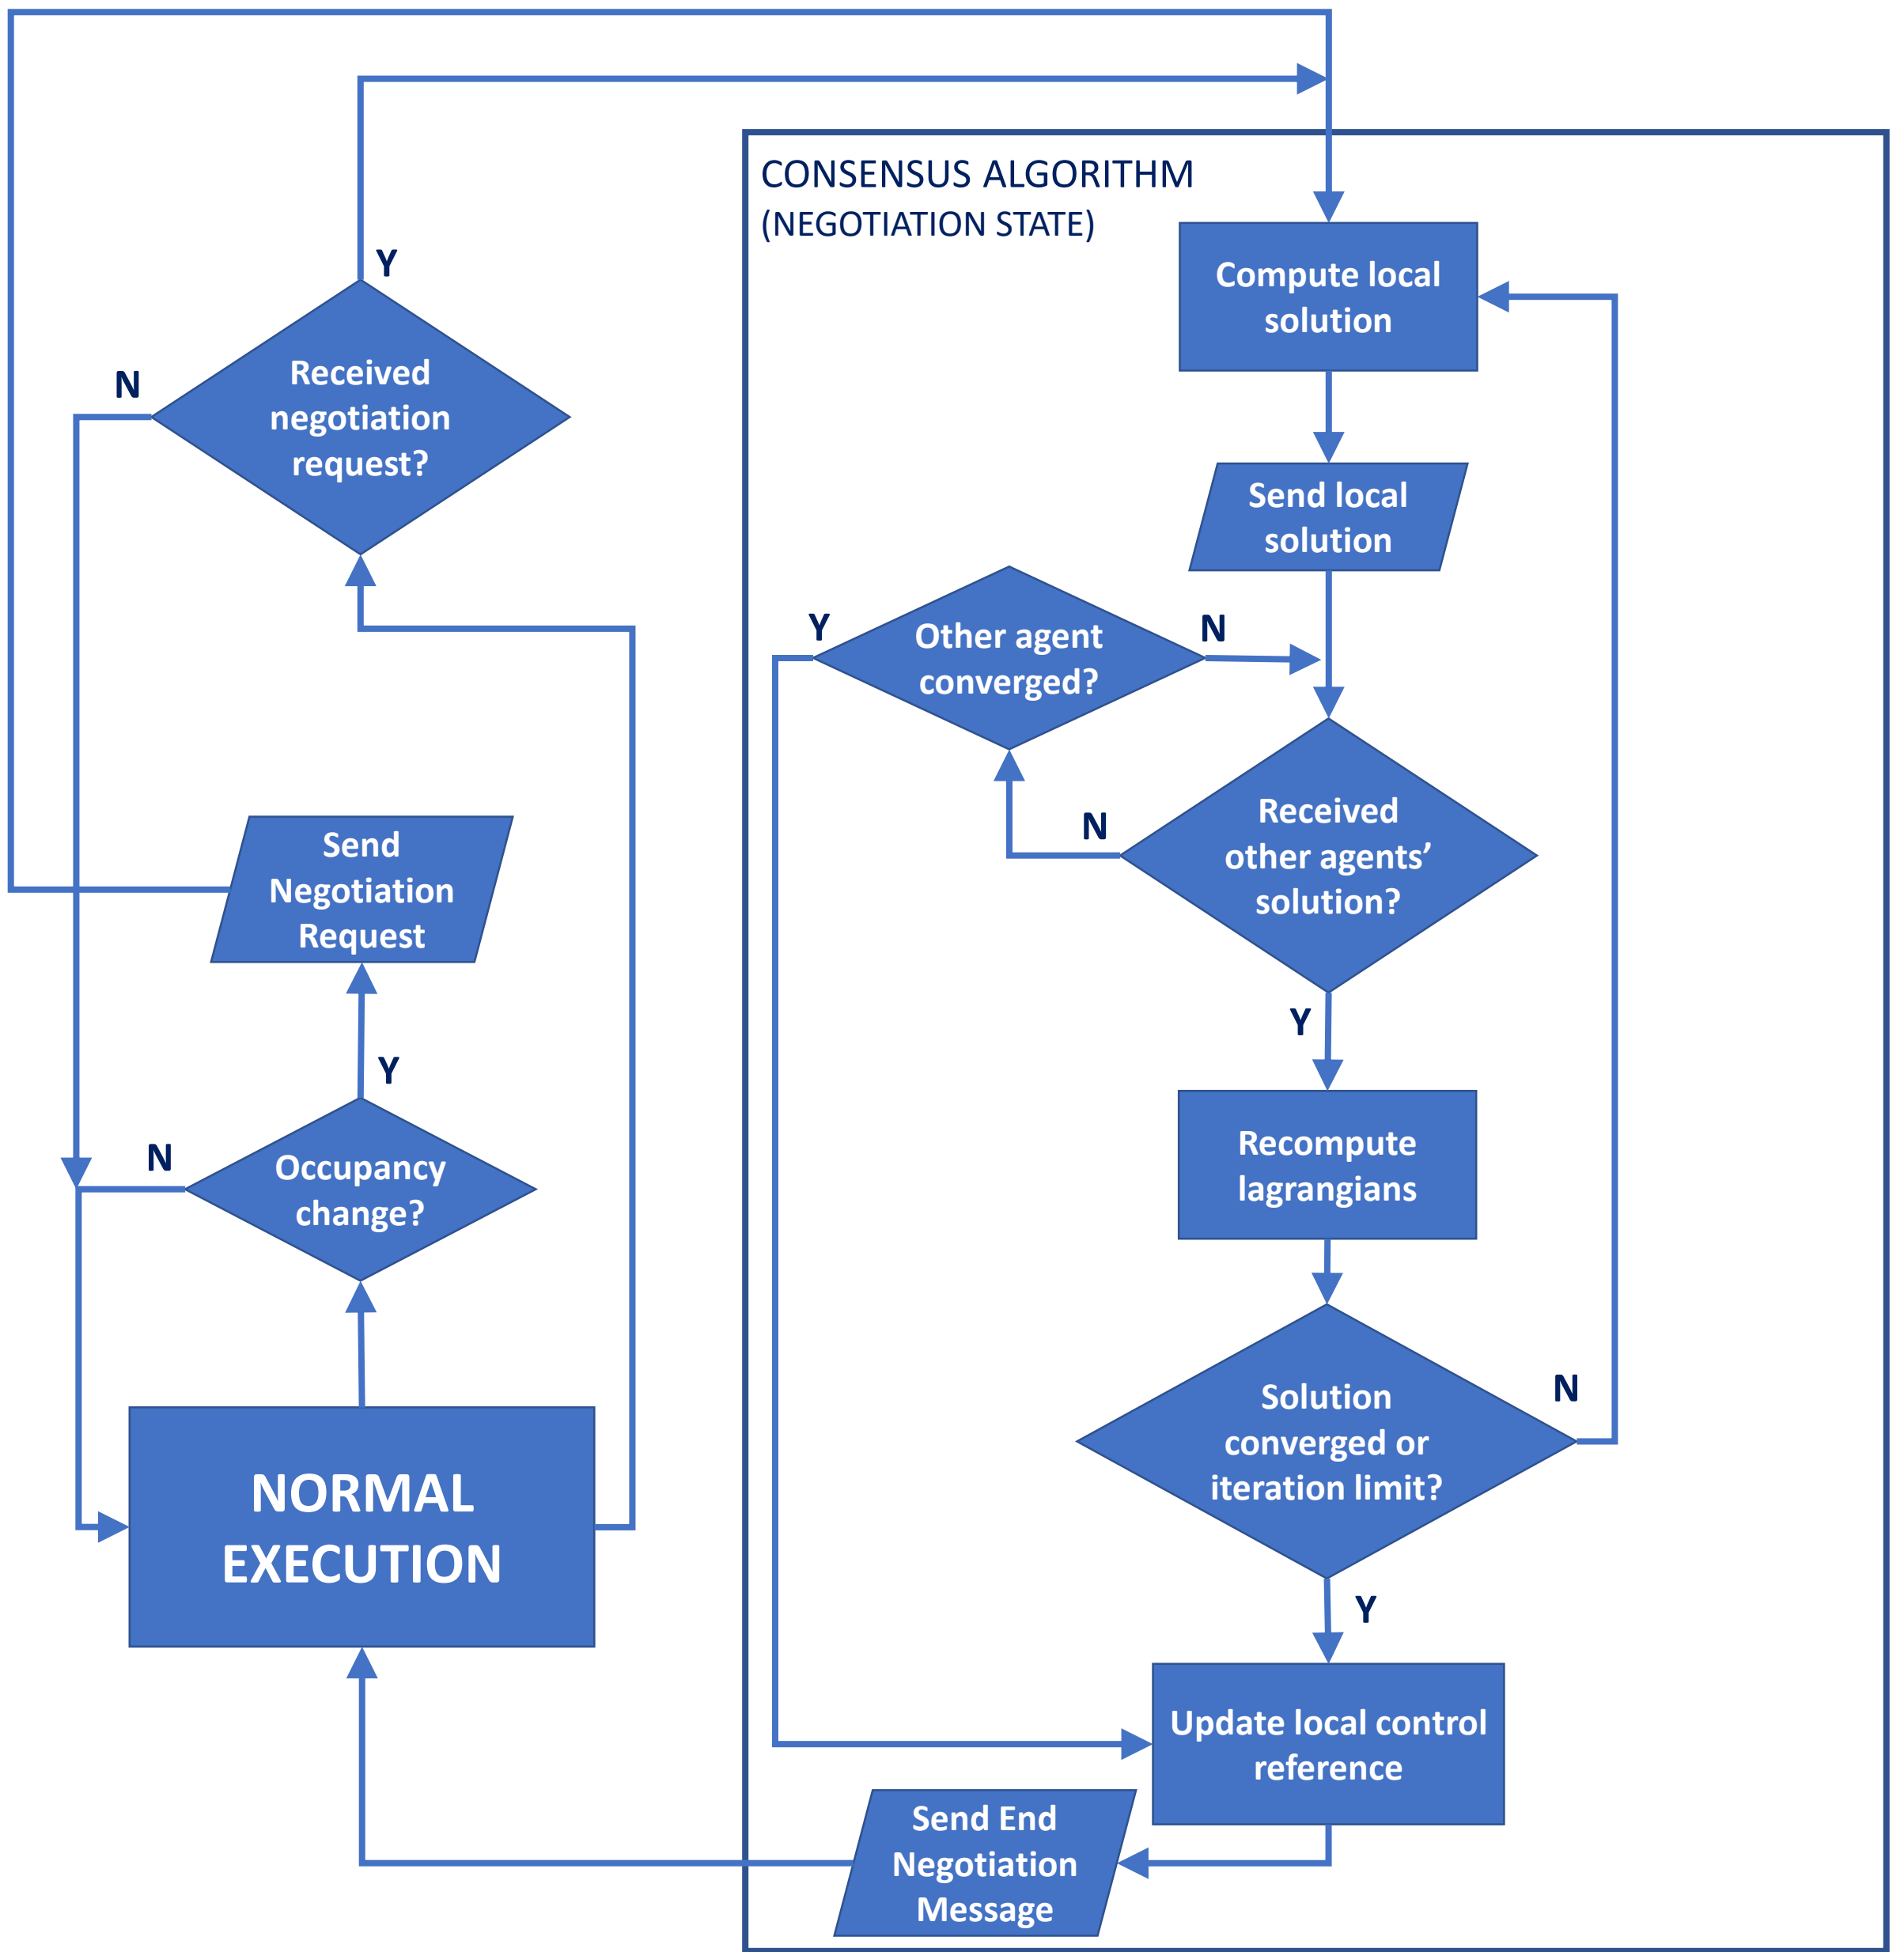 CONSENSUS ALGORITHM
(NEGOTIATION STATE)
Y
N
Received
negotiation
request?
Compute local
solution
Send local
solution
Y
Other agent
converged?
N
Received
other agents’
solution?
N
Y
Send
Negotiation
Request
Y
N
Occupancy
change?
Recompute
lagrangians
Solution
converged or
iteration limit?
N
Y
NORMAL
EXECUTION
Update local control
reference
Send End
Negotiation
Message